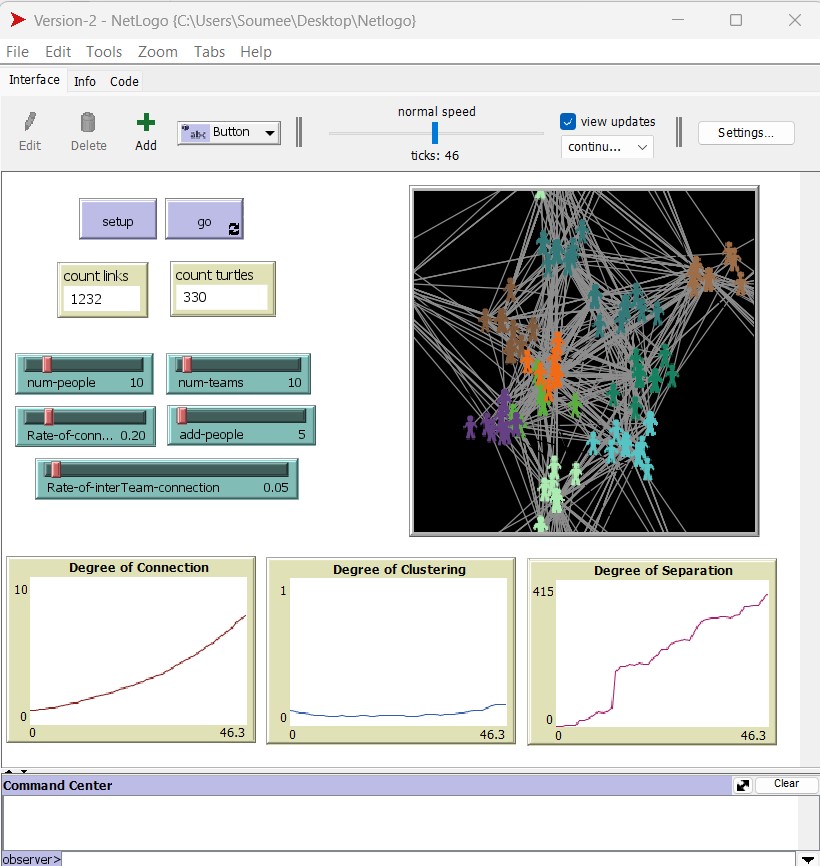 Version-2 - NetLogo {C:\Users\Soumee\Desktop\Netlogo}
File Edit Tools Zoom Tabs Help
Interface Info Code
normal speed
Edit Delete Add
abc Button
view updates
continu...
Settings...
ticks: 46
setup go
count links
1232
count turtles
330
num-people 10
num-teams 10
Rate-of-conn... 0.20
add-people 5
Rate-of-interTeam-connection 0.05
Degree of Connection
10
0
0 46.3
Degree of Clustering
1
0
0 46.3
Degree of Separation
415
0
0 46.3
Command Center
Clear
observer>